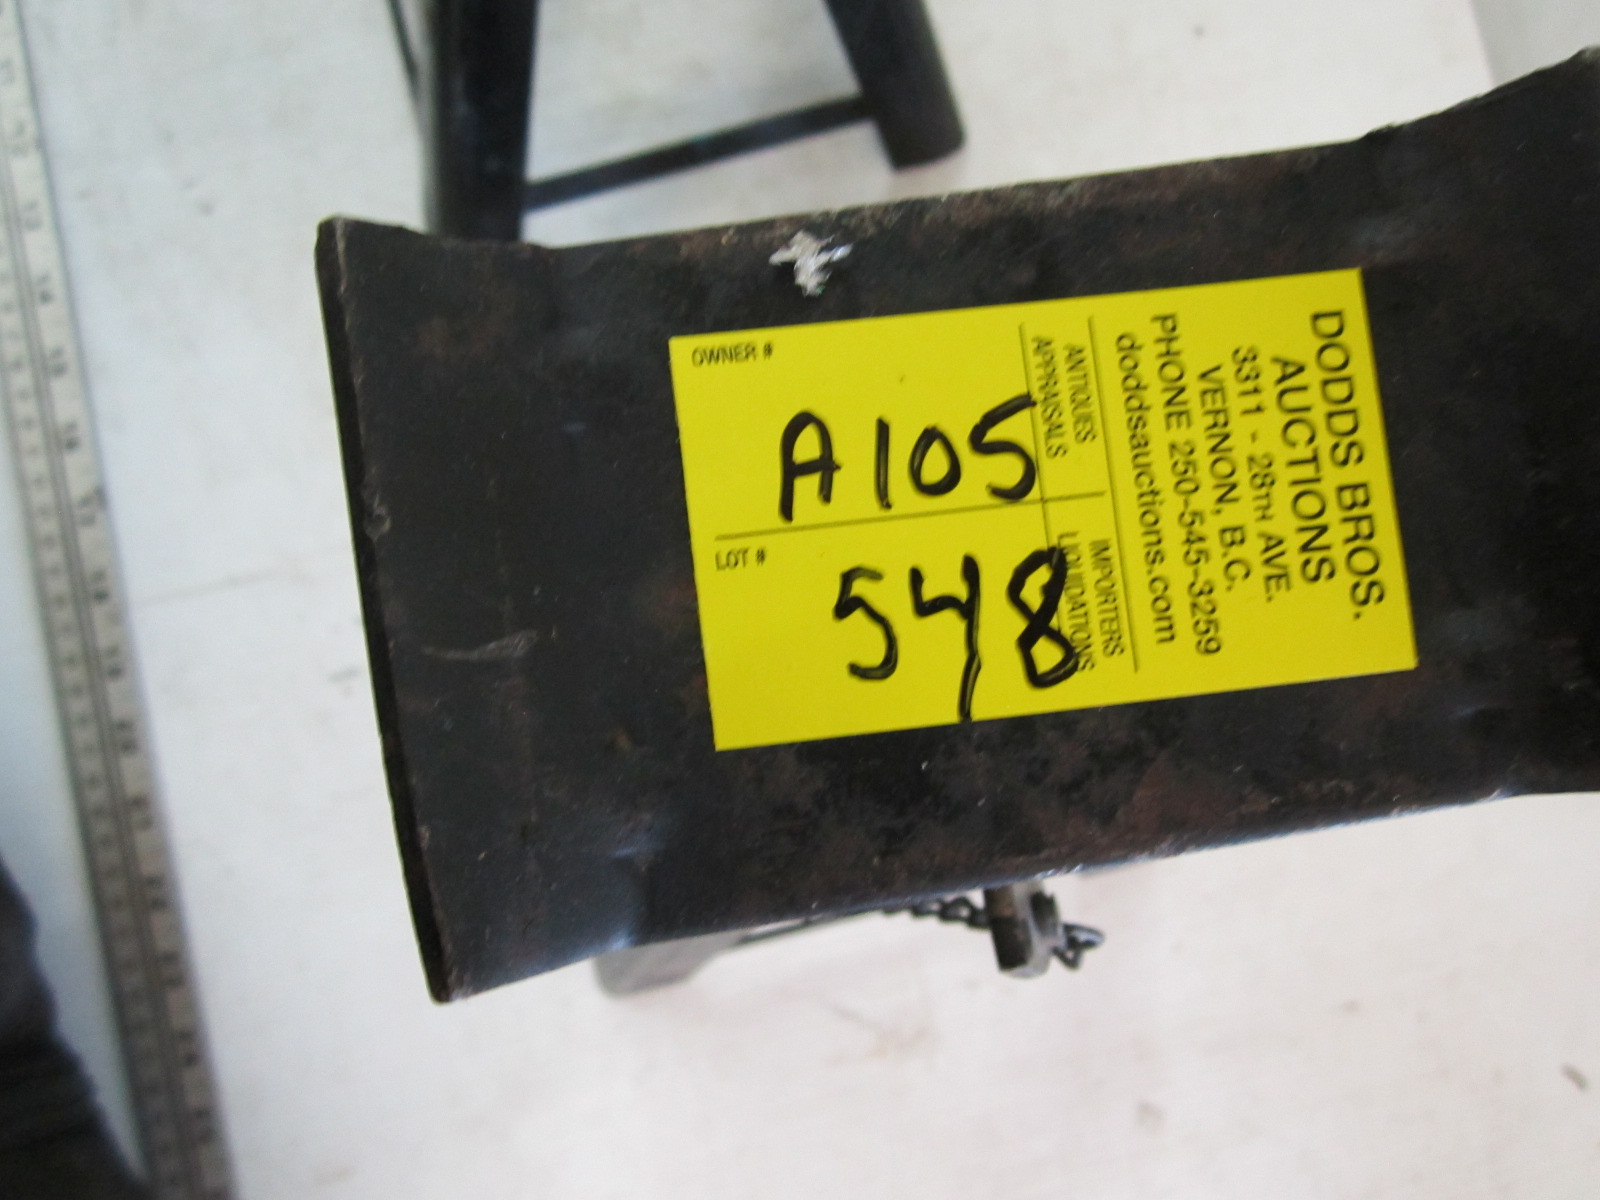 DODDS BROS.
AUCTIONS
3311 - 28TH AVE.
VERNON, B.C.
PHONE 250-545-3259
doddsauctions.com
ANTIQUES
APPRAISALS
IMPORTERS
LIQUIDATIONS
OWNER #
A105
LOT #
548